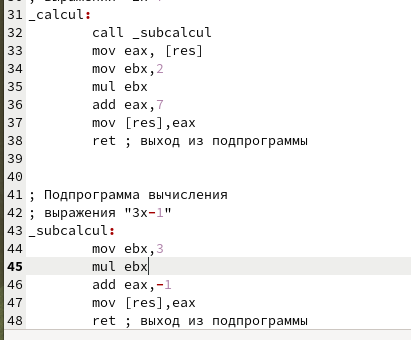 31 _calcul:
32 call _subcalcul
33 mov eax, [res]
34 mov ebx,2
35 mul ebx
36 add eax,7
37 mov [res],eax
38 ret ; выход из подпрограммы
39
40
41 ; Подпрограмма вычисления
42 ; выражения "3x-1"
43 _subcalcul:
44 mov ebx,3
45 mul ebx
46 add eax,-1
47 mov [res],eax
48 ret ; выход из подпрограммы